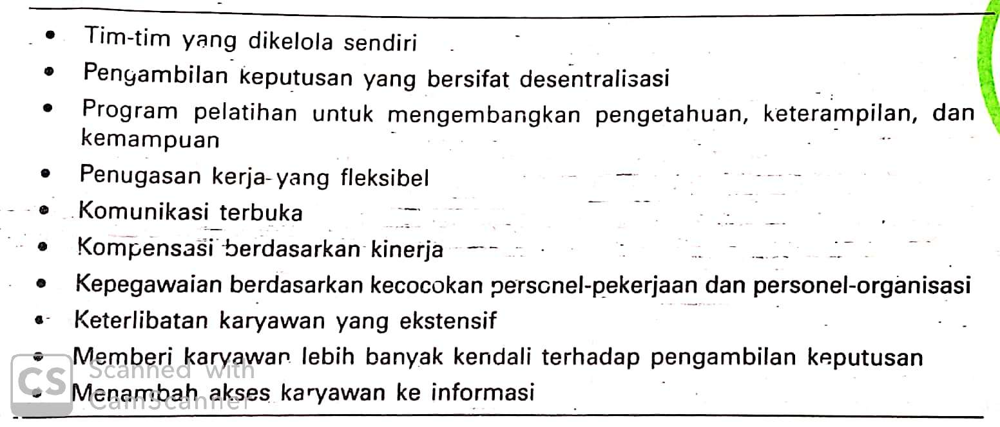 • Tim-tim yang dikelola sendiri
• Pengambilan keputusan yang bersifat desentralisasi
• Program pelatihan untuk mengembangkan pengetahuan, keterampilan, dan
kemampuan
• Penugasan kerja yang fleksibel
• Komunikasi terbuka
• Kompensasi berdasarkan kinerja
• Kepegawaian berdasarkan kecocokan personel-pekerjaan dan personel-organisasi
• Keterlibatan karyawan yang ekstensif
• Memberi karyawan lebih banyak kendali terhadap pengambilan keputusan
• Menambah akses karyawan ke informasi
CS Scanned with
CamScanner